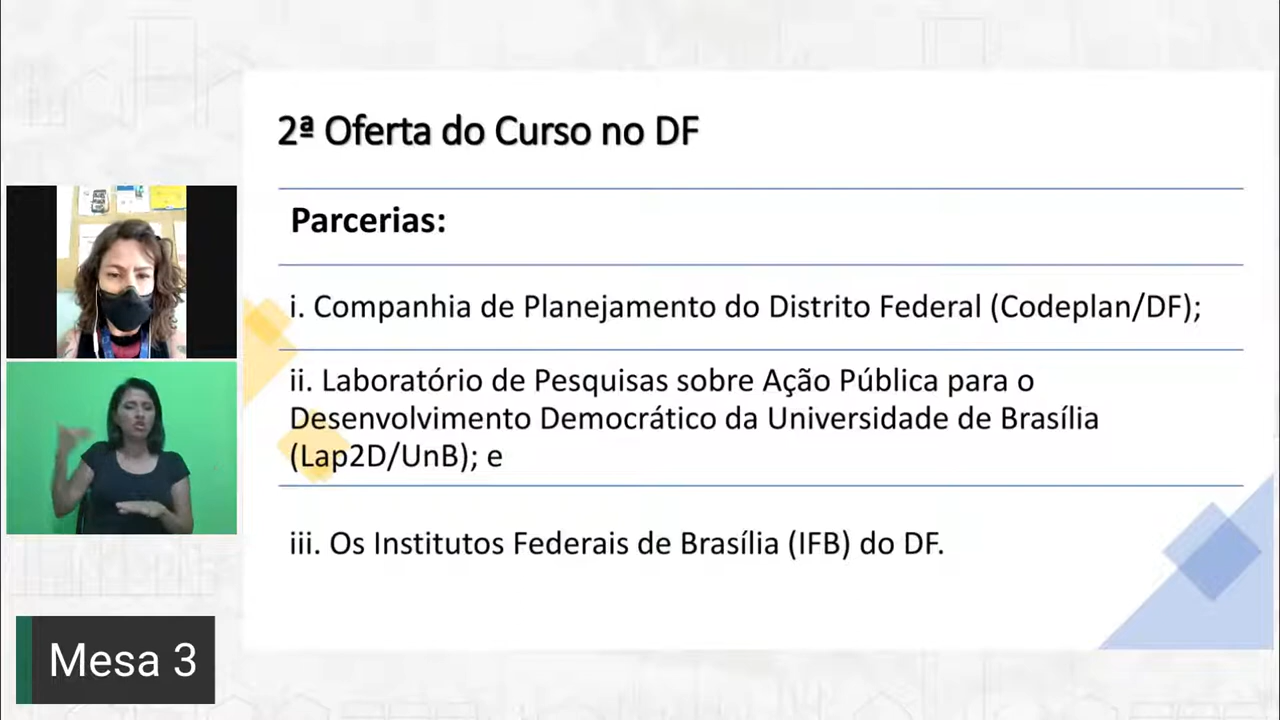 2ª Oferta do Curso no DF
Parcerias:
i. Companhia de Planejamento do Distrito Federal (Codeplan/DF);
ii. Laboratório de Pesquisas sobre Ação Pública para o
Desenvolvimento Democrático da Universidade de Brasília
(Lap2D/UnB); e
iii. Os Institutos Federais de Brasília (IFB) do DF.
Mesa 3